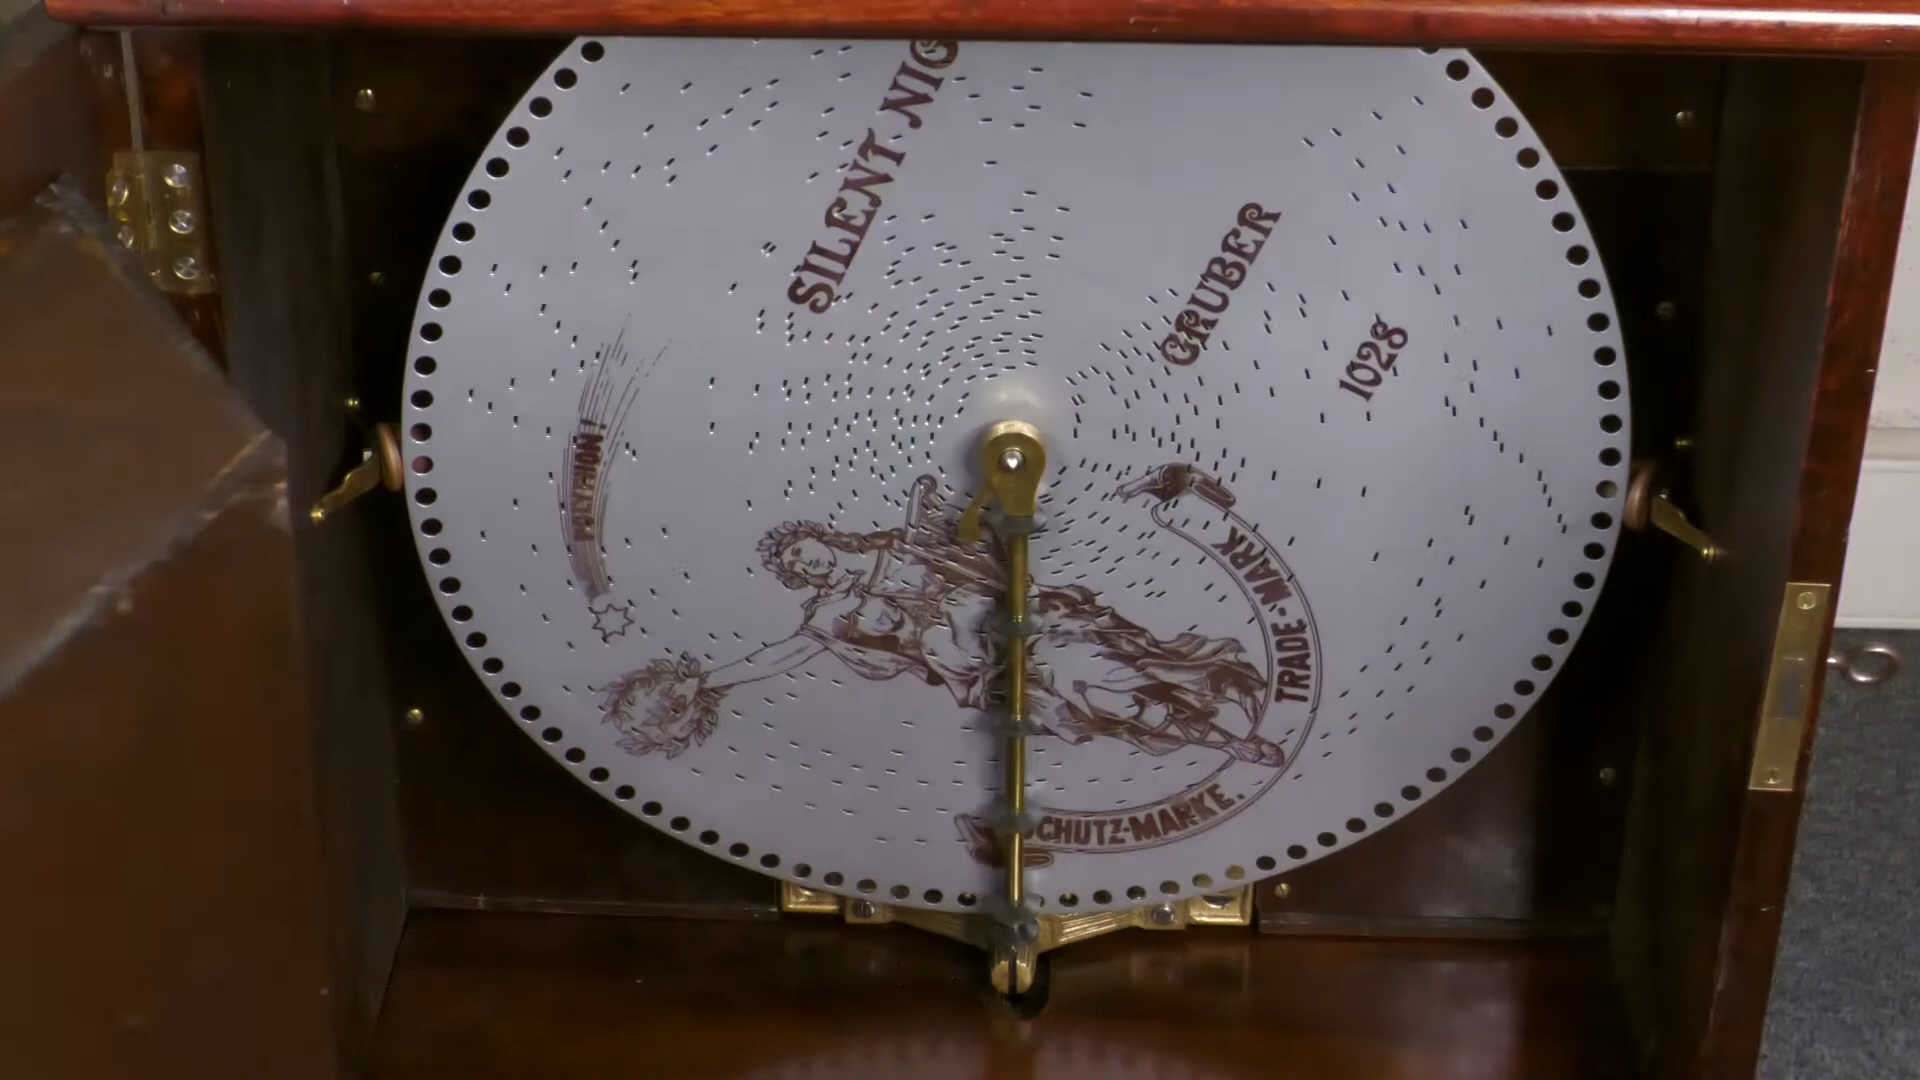 SILENT NIG
GRUBER
1028
POLYPHON!
TRADE-MARK
SCHUTZ-MARKE.